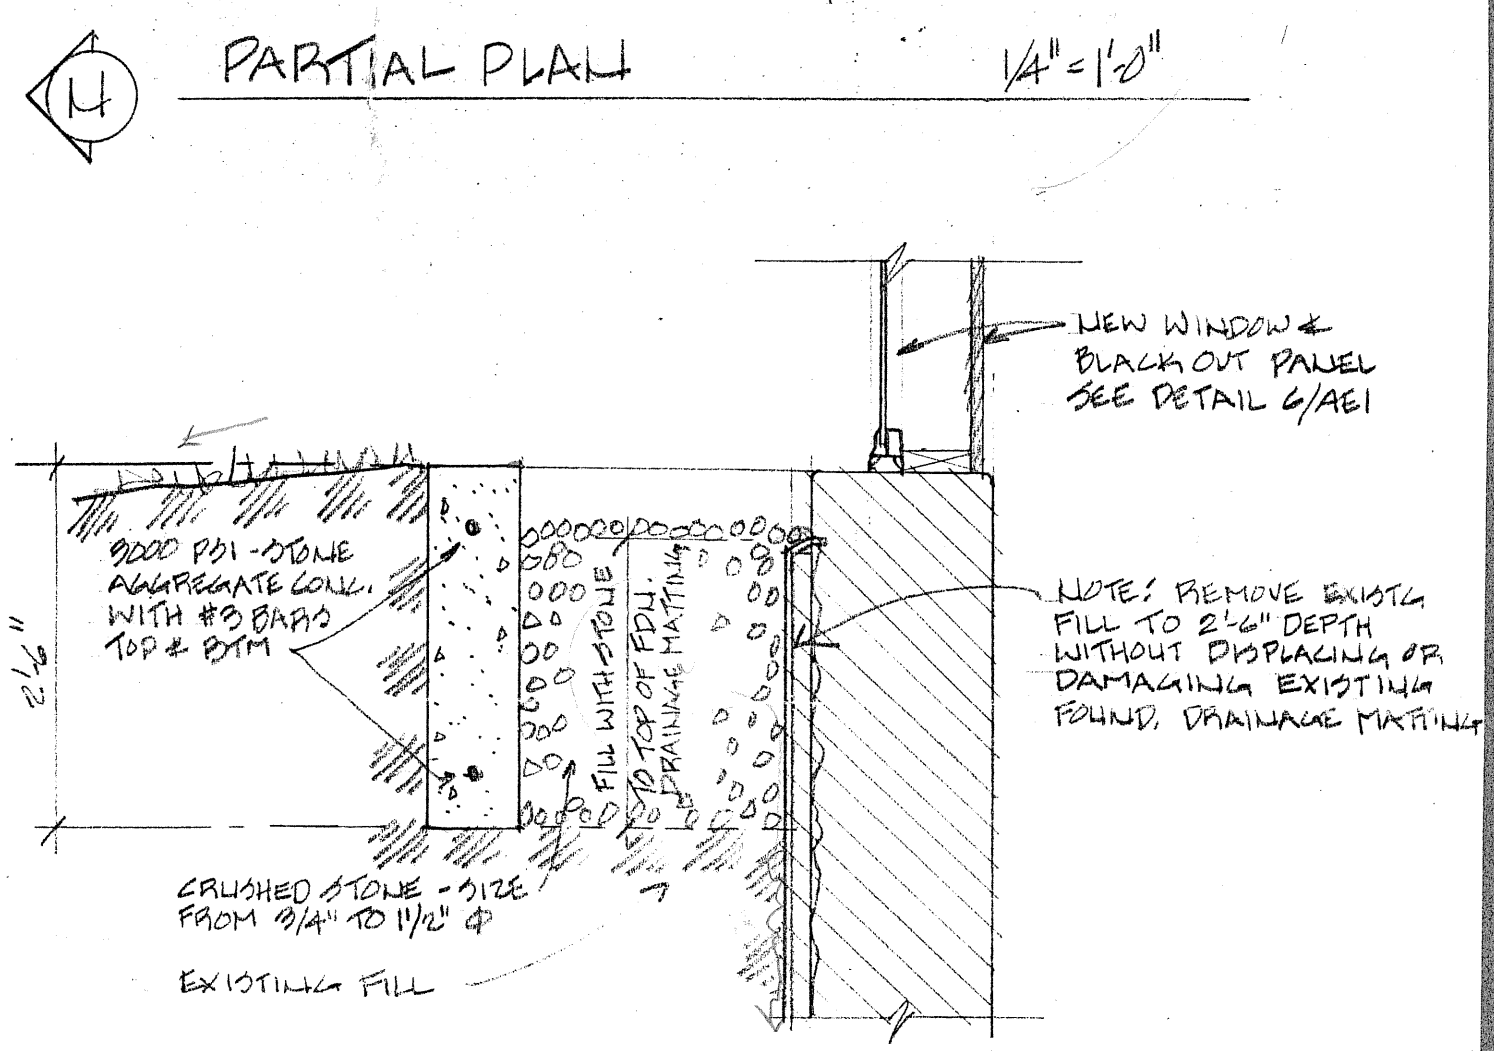 N
PARTIAL PLAN
1/4" = 1'-0"
NEW WINDOW &
BLACK OUT PANEL
SEE DETAIL 6/AE1
3000 PSI - STONE
AGGREGATE CONC.
WITH #3 BARS
TOP & BTM
2'-6"
FILL WITH STONE
TO TOP OF FDN.
DRAINAGE MATTING
NOTE: REMOVE EXIST'G
FILL TO 2'-6" DEPTH
WITHOUT DISPLACING OR
DAMAGING EXISTING
FOUND. DRAINAGE MATTING
CRUSHED STONE - SIZE
FROM 3/4" TO 1 1/2" Φ
EXISTING FILL